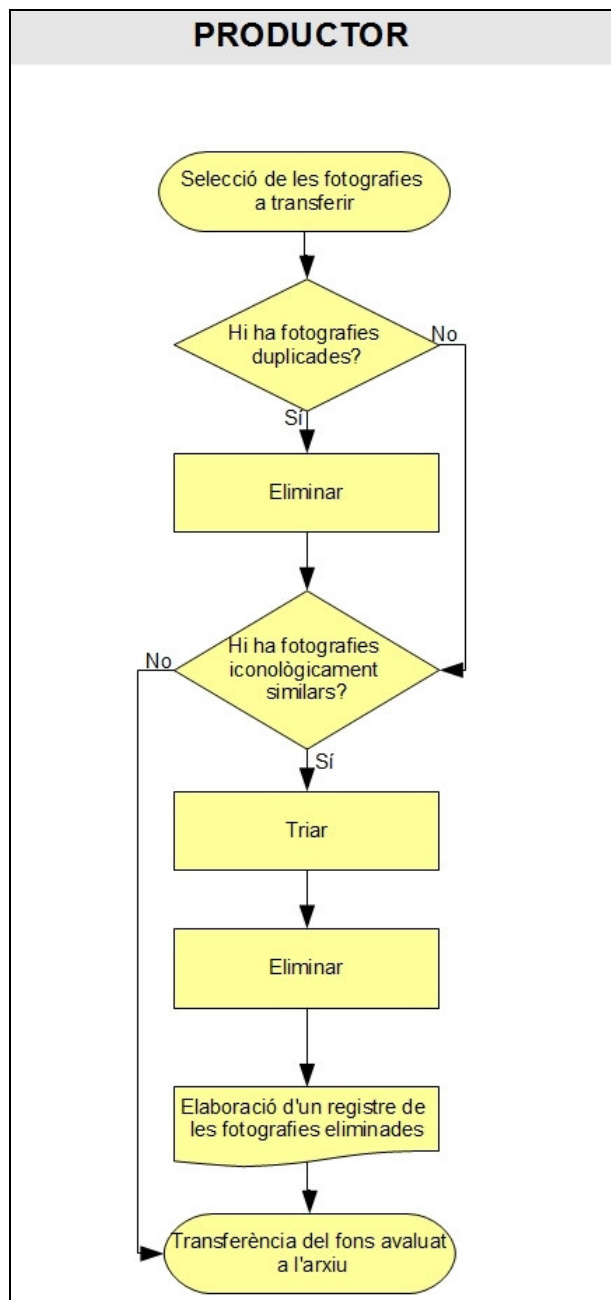 PRODUCTOR
Selecció de les fotografies
a transferir
Hi ha fotografies
duplicades?
No
Sí
Eliminar
Hi ha fotografies
iconològicament
similars?
No
Sí
Triar
Eliminar
Elaboració d'un registre de
les fotografies eliminades
Transferència del fons avaluat
a l'arxiu